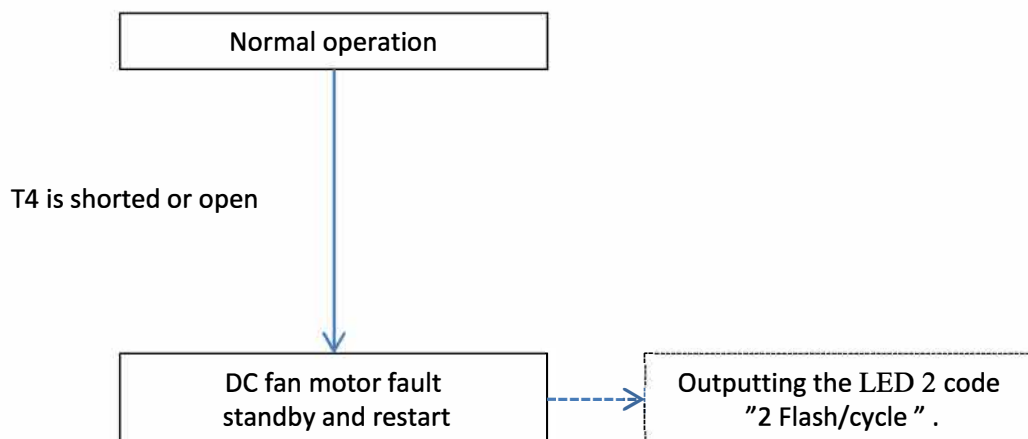 Normal operation
T4 is shorted or open
DC fan motor fault
standby and restart
Outputting the LED 2 code
”2 Flash/cycle ” .